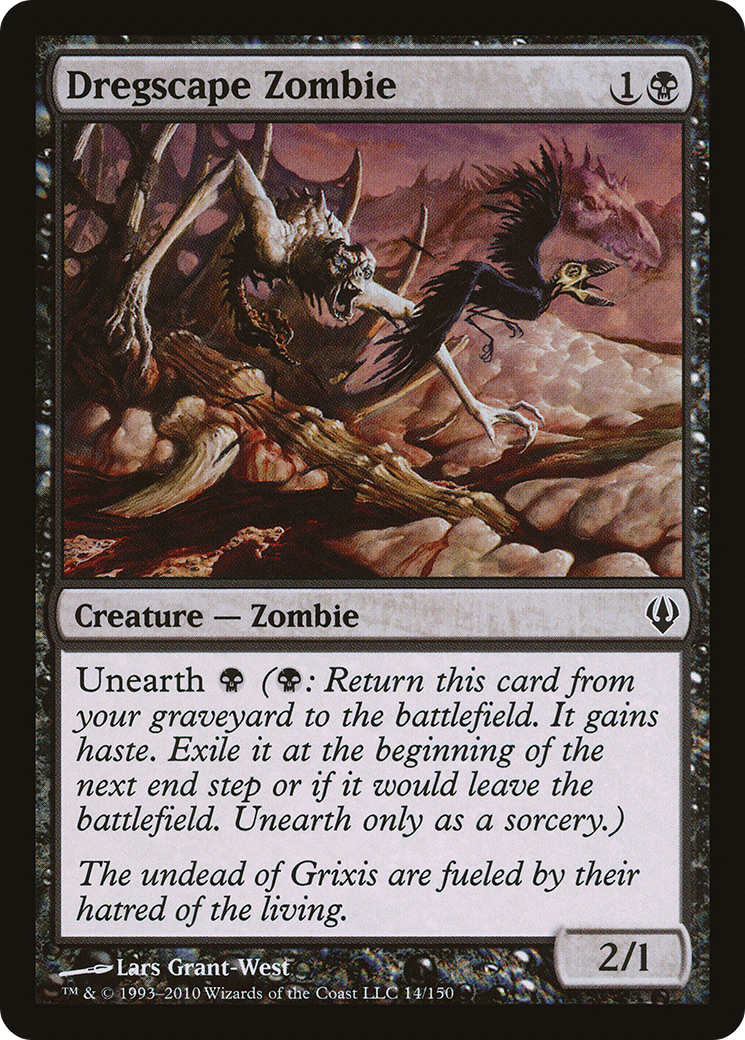 Dregscape Zombie 1
Creature — Zombie
Unearth (: Return this card from
your graveyard to the battlefield. It gains
haste. Exile it at the beginning of the
next end step or if it would leave the
battlefield. Unearth only as a sorcery.)
The undead of Grixis are fueled by their
hatred of the living.
2/1
Lars Grant-West
™ & © 1993–2010 Wizards of the Coast LLC 14/150